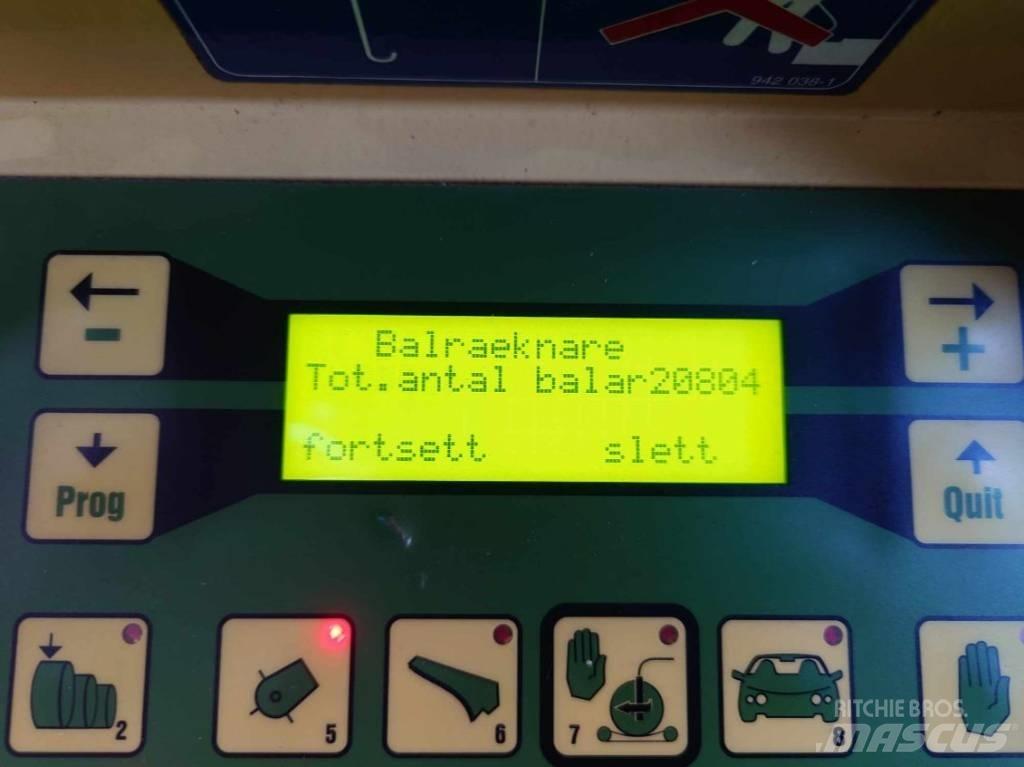 942 038-1
Balraeknare
Tot.antal balar20804
fortsett slett
Prog
Quit
2
5
6
7
8
RITCHIE BROS.
MASCUS